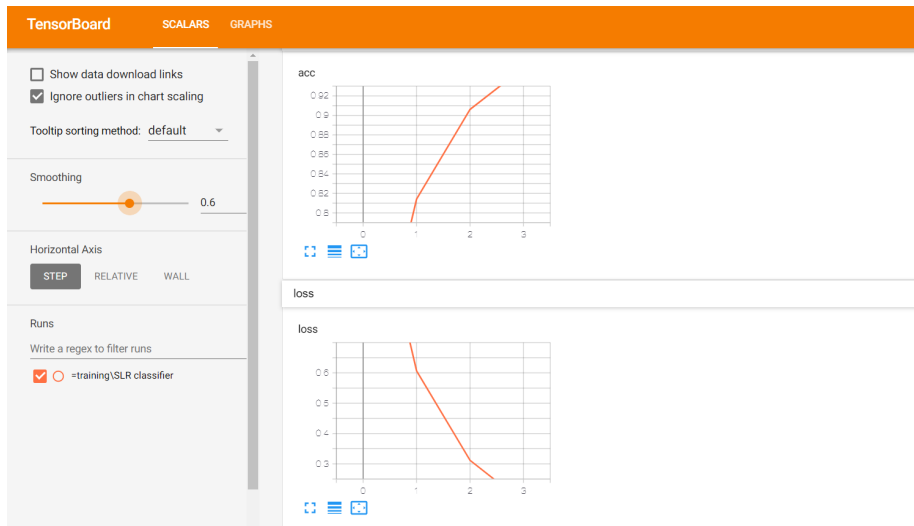 TensorBoard SCALARS GRAPHS
Show data download links
Ignore outliers in chart scaling
Tooltip sorting method: default
Smoothing
0.6
Horizontal Axis
STEP RELATIVE WALL
Runs
Write a regex to filter runs
=training\SLR classifier
acc
0.92
0.9
0.88
0.86
0.84
0.82
0.8
0 1 2 3
loss
loss
0.6
0.5
0.4
0.3
0 1 2 3